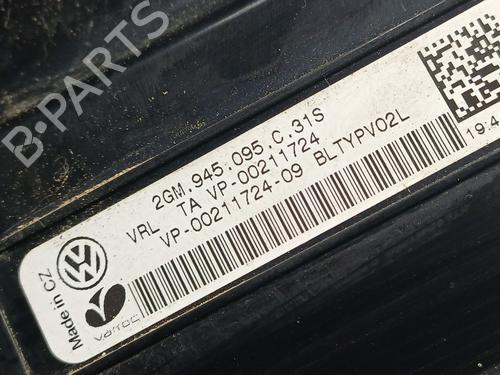 2GM.945.095.C.31S
VRL TA VP-00211724
VP-00211724-09 BLTYPV02L
Made in CZ
varroc
19:4
B-PARTS